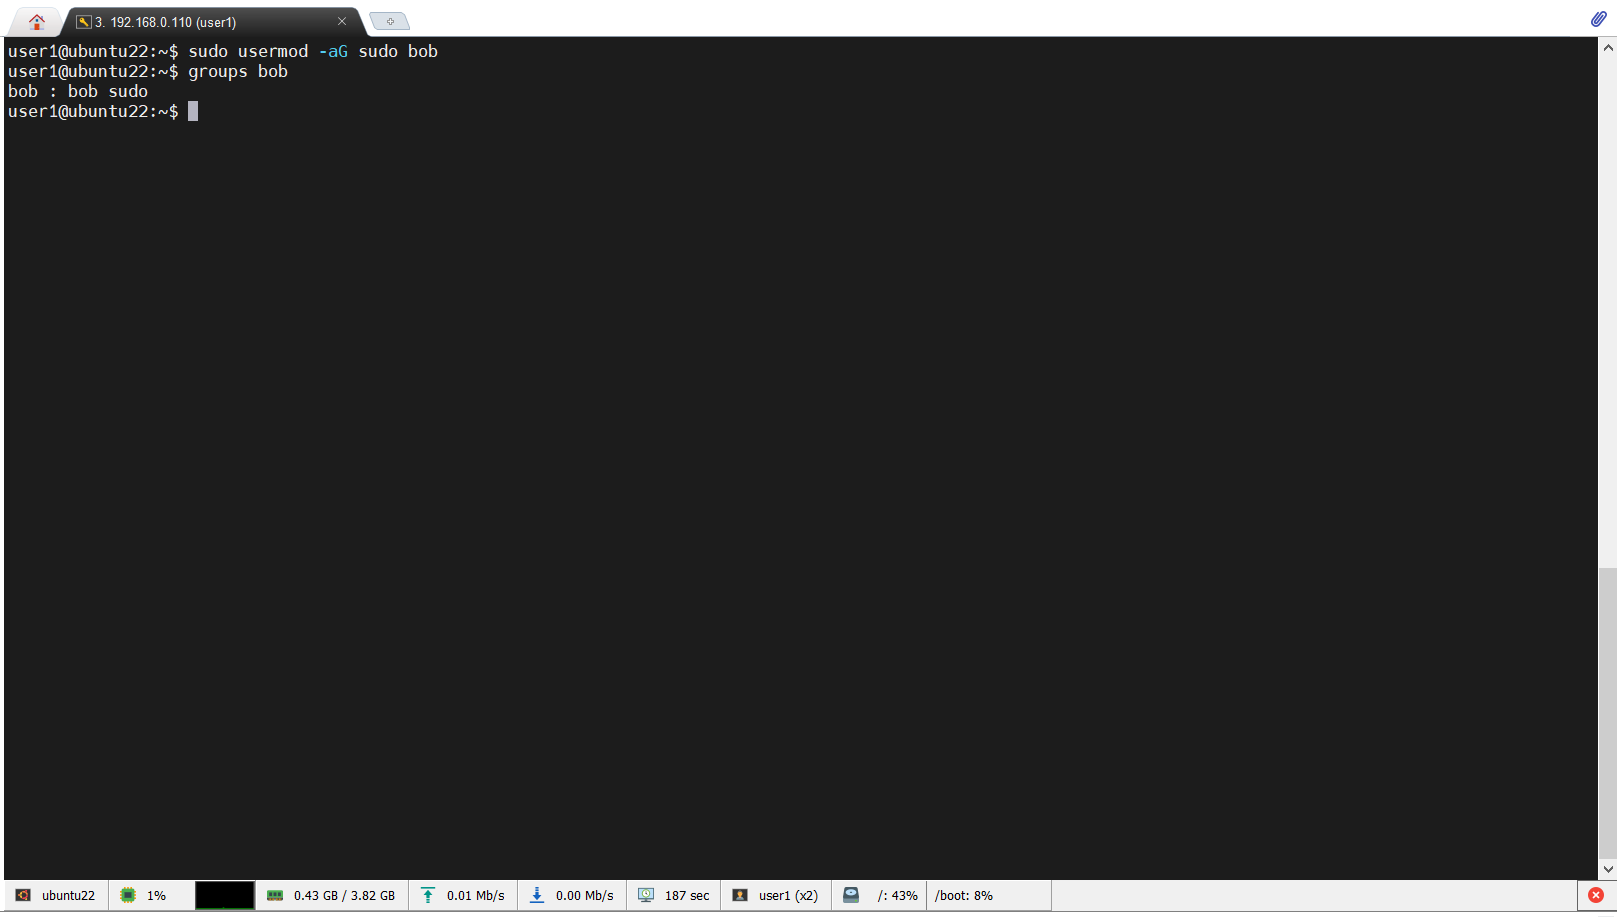 3. 192.168.0.110 (user1)
user1@ubuntu22:~$ sudo usermod -aG sudo bob
user1@ubuntu22:~$ groups bob
bob : bob sudo
user1@ubuntu22:~$
ubuntu22 1% 0.43 GB / 3.82 GB 0.01 Mb/s 0.00 Mb/s 187 sec user1 (x2) /: 43% /boot: 8%